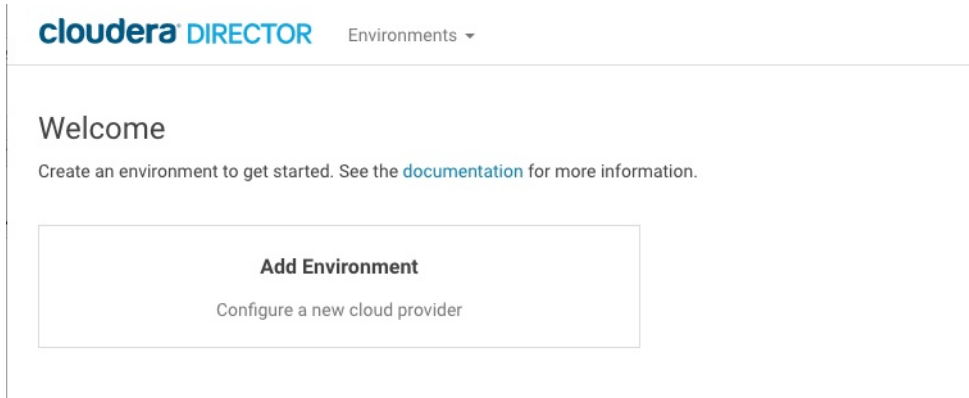 cloudera DIRECTOR Environments
Welcome
Create an environment to get started. See the documentation for more information.
Add Environment
Configure a new cloud provider